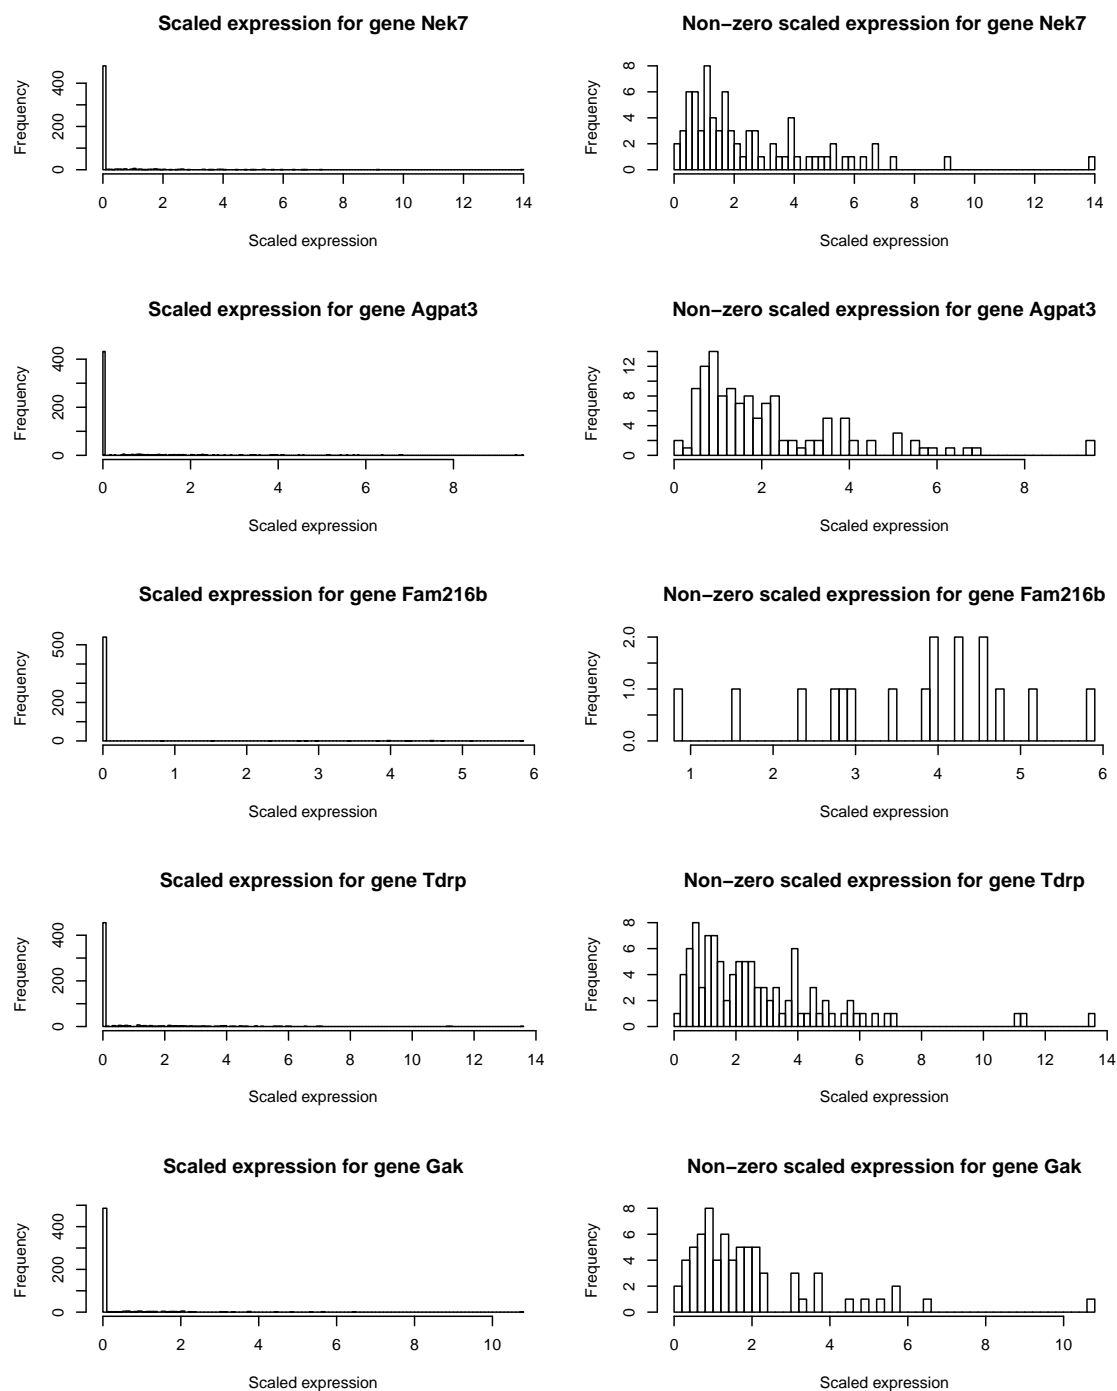 Scaled expression for gene Nek7
Non−zero scaled expression for gene Nek7
Frequency
0 200 400
0 2 4 6 8 10 12 14
Scaled expression
Frequency
0 2 4 6 8
0 2 4 6 8 10 12 14
Scaled expression
Scaled expression for gene Agpat3
Non−zero scaled expression for gene Agpat3
Frequency
0 200 400
0 2 4 6 8
Scaled expression
Frequency
0 4 8 12
0 2 4 6 8
Scaled expression
Scaled expression for gene Fam216b
Non−zero scaled expression for gene Fam216b
Frequency
0 200 500
0 1 2 3 4 5 6
Scaled expression
Frequency
0.0 1.0 2.0
1 2 3 4 5 6
Scaled expression
Scaled expression for gene Tdrp
Non−zero scaled expression for gene Tdrp
Frequency
0 200 400
0 2 4 6 8 10 12 14
Scaled expression
Frequency
0 2 4 6 8
0 2 4 6 8 10 12 14
Scaled expression
Scaled expression for gene Gak
Non−zero scaled expression for gene Gak
Frequency
0 200 400
0 2 4 6 8 10
Scaled expression
Frequency
0 2 4 6 8
0 2 4 6 8 10
Scaled expression